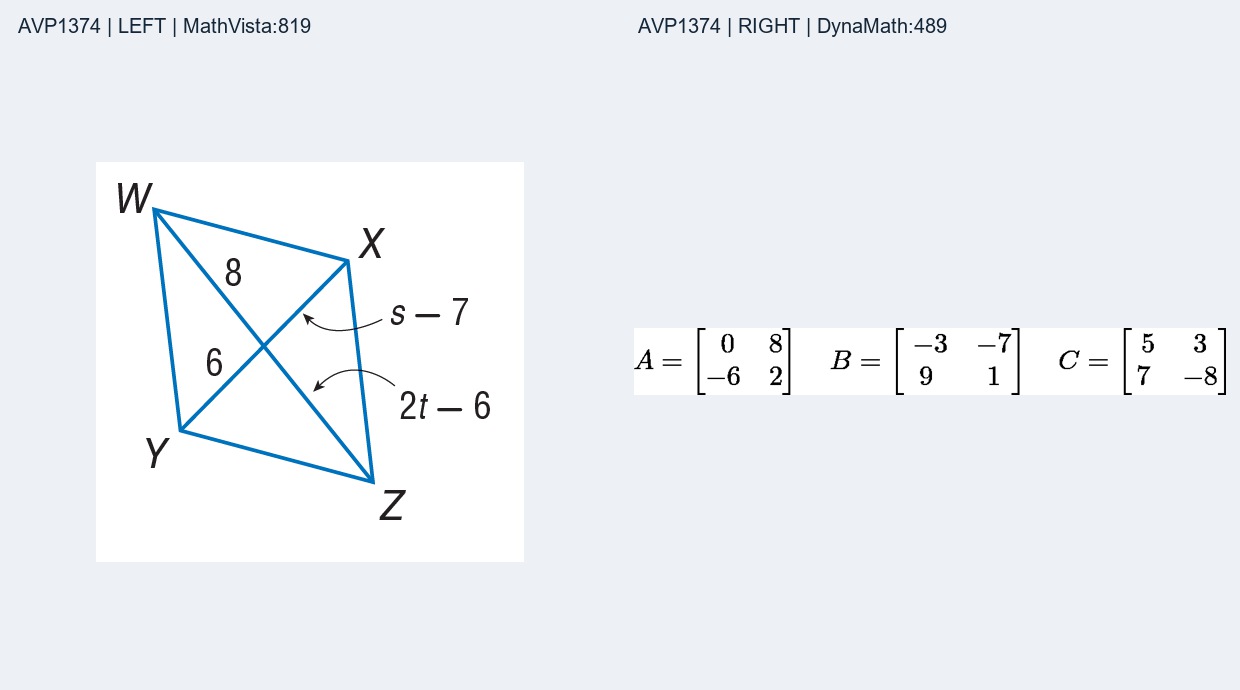 AVP1374 | LEFT | MathVista:819
W
X
8
s – 7
6
2t – 6
Y
Z
AVP1374 | RIGHT | DynaMath:489
A = [ 0 8 ] B = [ −3 −7 ] C = [ 5 3 ]
[ −6 2 ] [ 9 1 ] [ 7 −8 ]